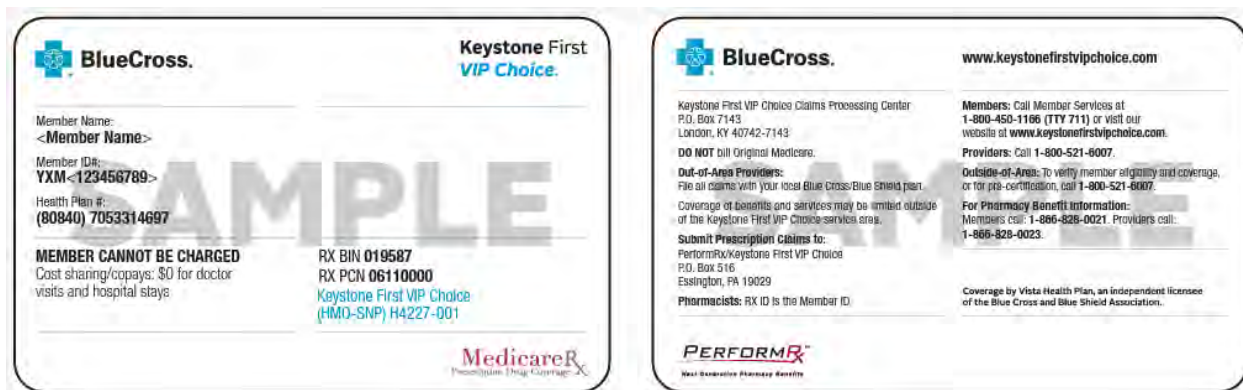 BlueCross.
Keystone First
VIP Choice.
Member Name:
<Member Name>
Member ID#:
YXM<123456789>
Health Plan #:
(80840) 7053314697
MEMBER CANNOT BE CHARGED
Cost sharing/copays: $0 for doctor
visits and hospital stays
RX BIN 019587
RX PCN 06110000
Keystone First VIP Choice
(HMO-SNP) H4227-001
MedicareRx
Prescription Drug Coverage
SAMPLE
BlueCross.
www.keystonefirstvipchoice.com
Keystone First VIP Choice Claims Processing Center
P.O. Box 7143
London, KY 40742-7143
DO NOT bill Original Medicare.
Out-of-Area Providers:
File all claims with your local Blue Cross/Blue Shield plan.
Coverage of benefits and services may be limited outside
of the Keystone First VIP Choice service area.
Submit Prescription Claims to:
PerformRx/Keystone First VIP Choice
P.O. Box 516
Essington, PA 19029
Pharmacists: RX ID is the Member ID
Members: Call Member Services at
1-800-450-1166 (TTY 711) or visit our
website at www.keystonefirstvipchoice.com.
Providers: Call 1-800-521-6007.
Outside-of-Area: To verify member eligibility and coverage,
or for pre-certification, call 1-800-521-6007.
For Pharmacy Benefit Information:
Members call: 1-866-828-0021. Providers call:
1-866-828-0023.
Coverage by Vista Health Plan, an independent licensee
of the Blue Cross and Blue Shield Association.
PERFORMRx
Next Generation Pharmacy Benefits
SAMPLE